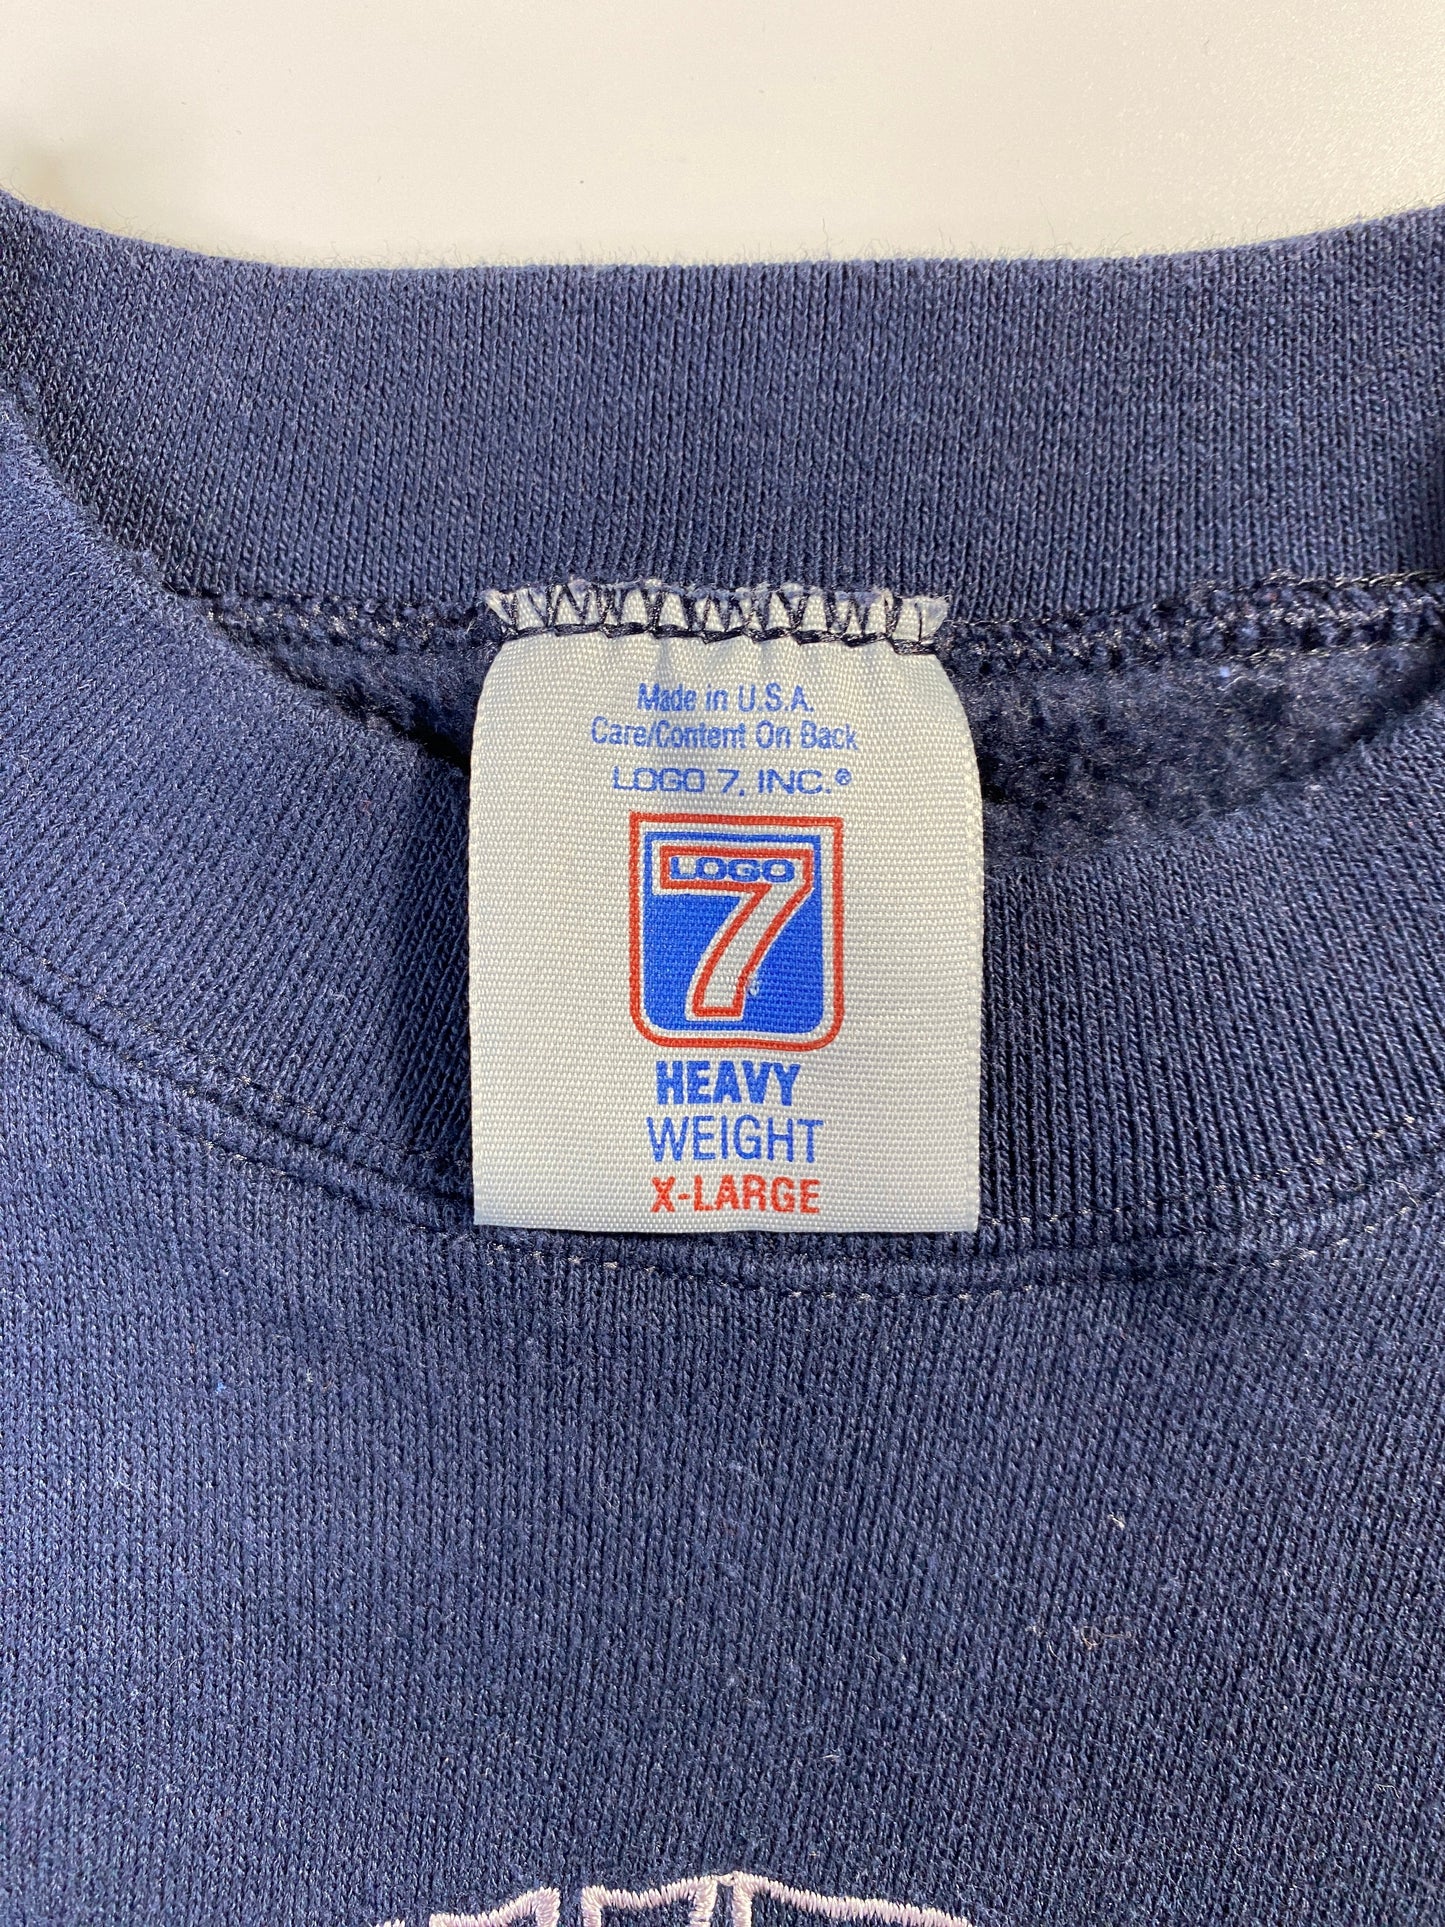 Made in U.S.A.
Care/Content On Back
LOGO 7, INC.®
LOGO
7
HEAVY
WEIGHT
X-LARGE